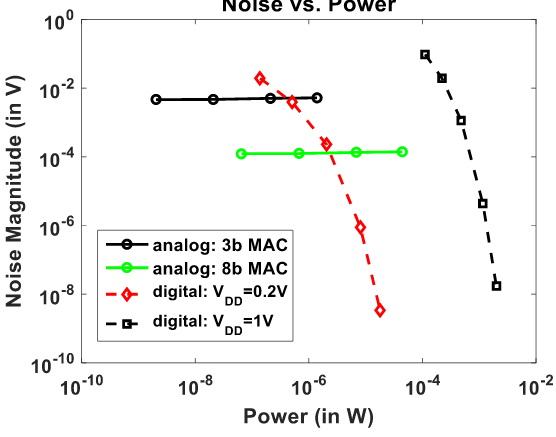 Noise vs. Power
10^0
10^-2
10^-4
10^-6
10^-8
10^-10
Noise Magnitude (in V)
analog: 3b MAC
analog: 8b MAC
digital: V_DD=0.2V
digital: V_DD=1V
10^-10 10^-8 10^-6 10^-4 10^-2
Power (in W)